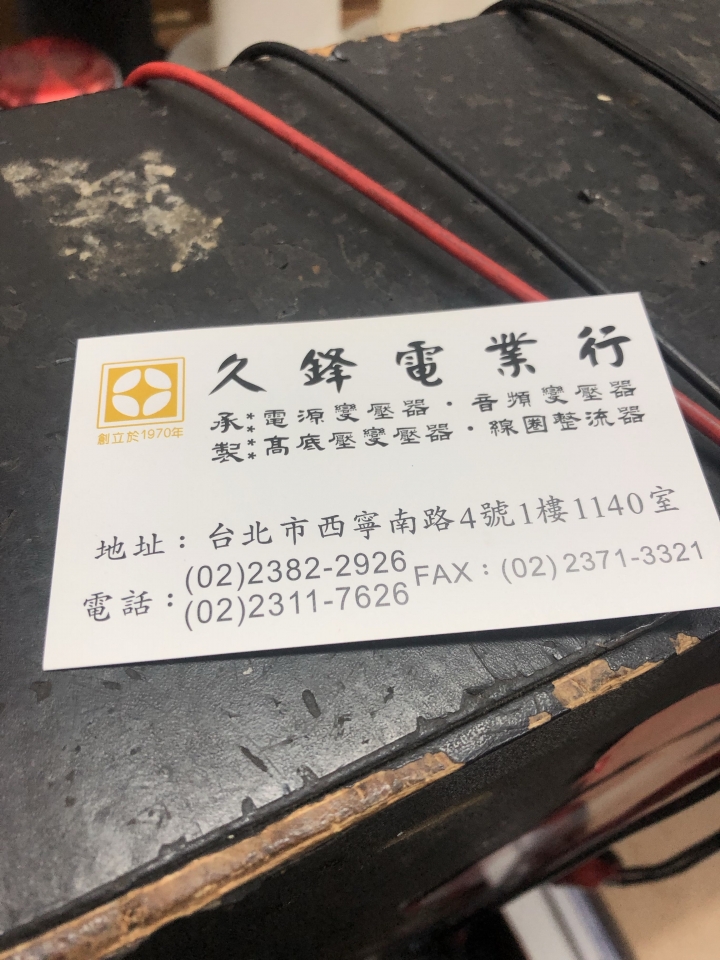 久鋒電業行
創立於1970年
承製：電源變壓器・音頻變壓器
：高底壓變壓器・線圈整流器
地址：台北市西寧南路4號1樓1140室
電話：(02)2382-2926
(02)2311-7626
FAX：(02)2371-3321